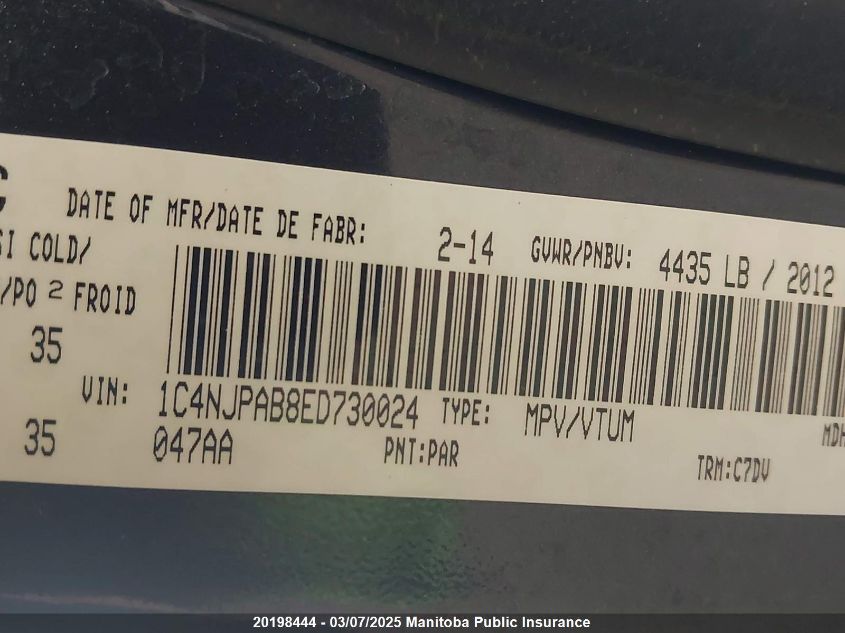 DATE OF MFR/DATE DE FABR: 2-14 GVWR/PNBV: 4435 LB / 2012
SI COLD/
/PO 2 FROID
35
VIN: 1C4NJPAB8ED730024 TYPE: MPV/VTUM MDH
35 047AA PNT:PAR TRM:C7DV
20198444 - 03/07/2025 Manitoba Public Insurance